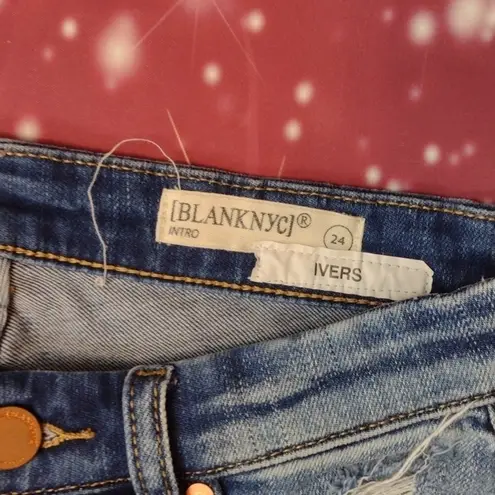 [BLANKNYC]®
INTRO
24
IVERS